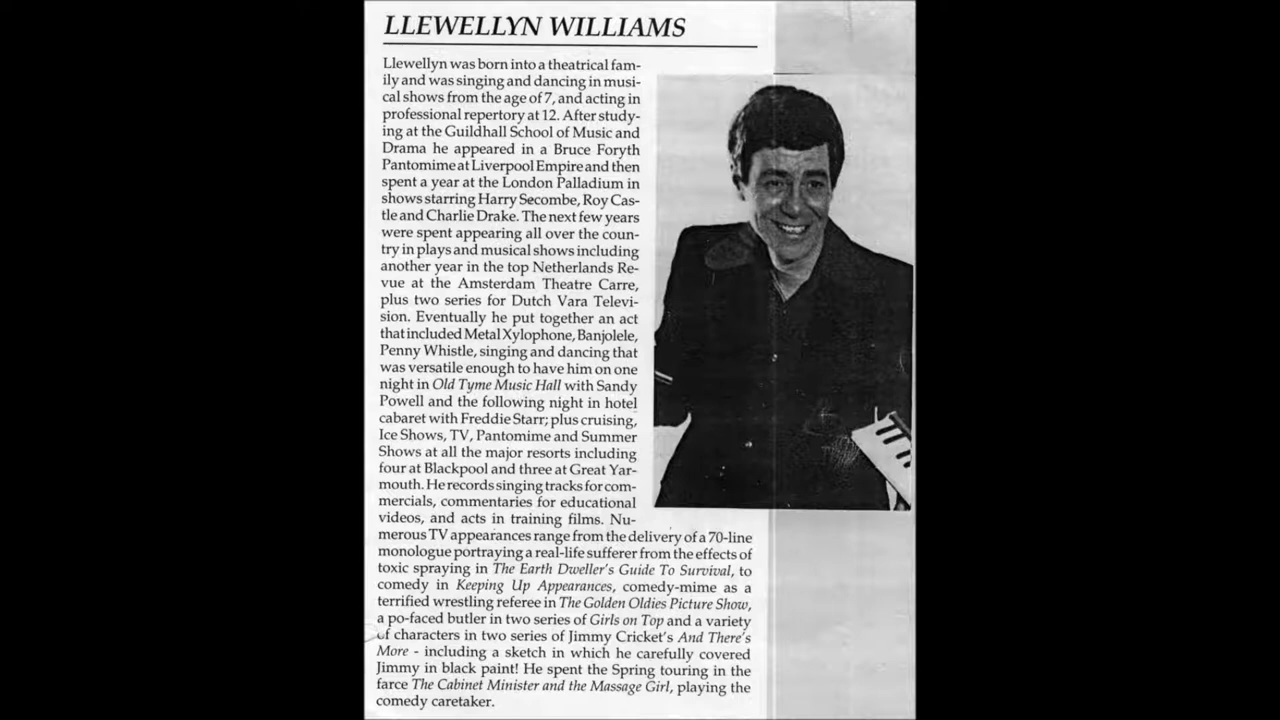 LLEWELLYN WILLIAMS
Llewellyn was born into a theatrical fam-
ily and was singing and dancing in musi-
cal shows from the age of 7, and acting in
professional repertory at 12. After study-
ing at the Guildhall School of Music and
Drama he appeared in a Bruce Foryth
Pantomime at Liverpool Empire and then
spent a year at the London Palladium in
shows starring Harry Secombe, Roy Cas-
tle and Charlie Drake. The next few years
were spent appearing all over the coun-
try in plays and musical shows including
another year in the top Netherlands Re-
vue at the Amsterdam Theatre Carre,
plus two series for Dutch Vara Televi-
sion. Eventually he put together an act
that included Metal Xylophone, Banjolele,
Penny Whistle, singing and dancing that
was versatile enough to have him on one
night in Old Tyme Music Hall with Sandy
Powell and the following night in hotel
cabaret with Freddie Starr; plus cruising,
Ice Shows, TV, Pantomime and Summer
Shows at all the major resorts including
four at Blackpool and three at Great Yar-
mouth. He records singing tracks for com-
mercials, commentaries for educational
videos, and acts in training films. Nu-
merous TV appearances range from the delivery of a 70-line
monologue portraying a real-life sufferer from the effects of
toxic spraying in The Earth Dweller's Guide To Survival, to
comedy in Keeping Up Appearances, comedy-mime as a
terrified wrestling referee in The Golden Oldies Picture Show,
a po-faced butler in two series of Girls on Top and a variety
of characters in two series of Jimmy Cricket's And There's
More - including a sketch in which he carefully covered
Jimmy in black paint! He spent the Spring touring in the
farce The Cabinet Minister and the Massage Girl, playing the
comedy caretaker.